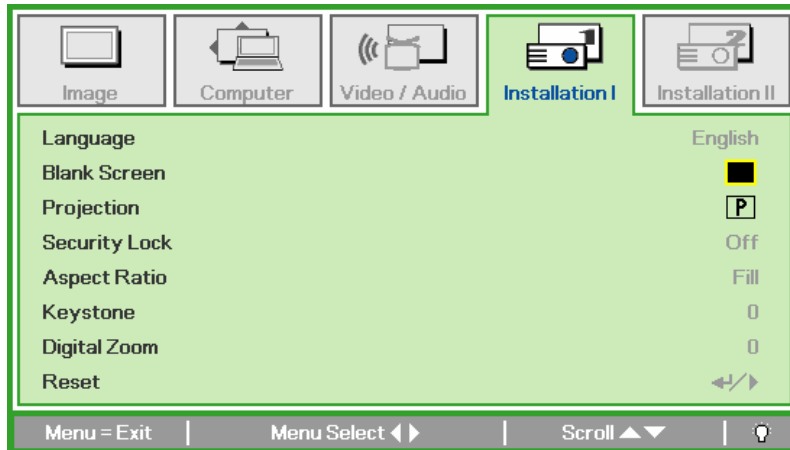 Image Computer Video / Audio Installation I Installation II
Language English
Blank Screen
Projection P
Security Lock Off
Aspect Ratio Fill
Keystone 0
Digital Zoom 0
Reset
Menu = Exit Menu Select Scroll